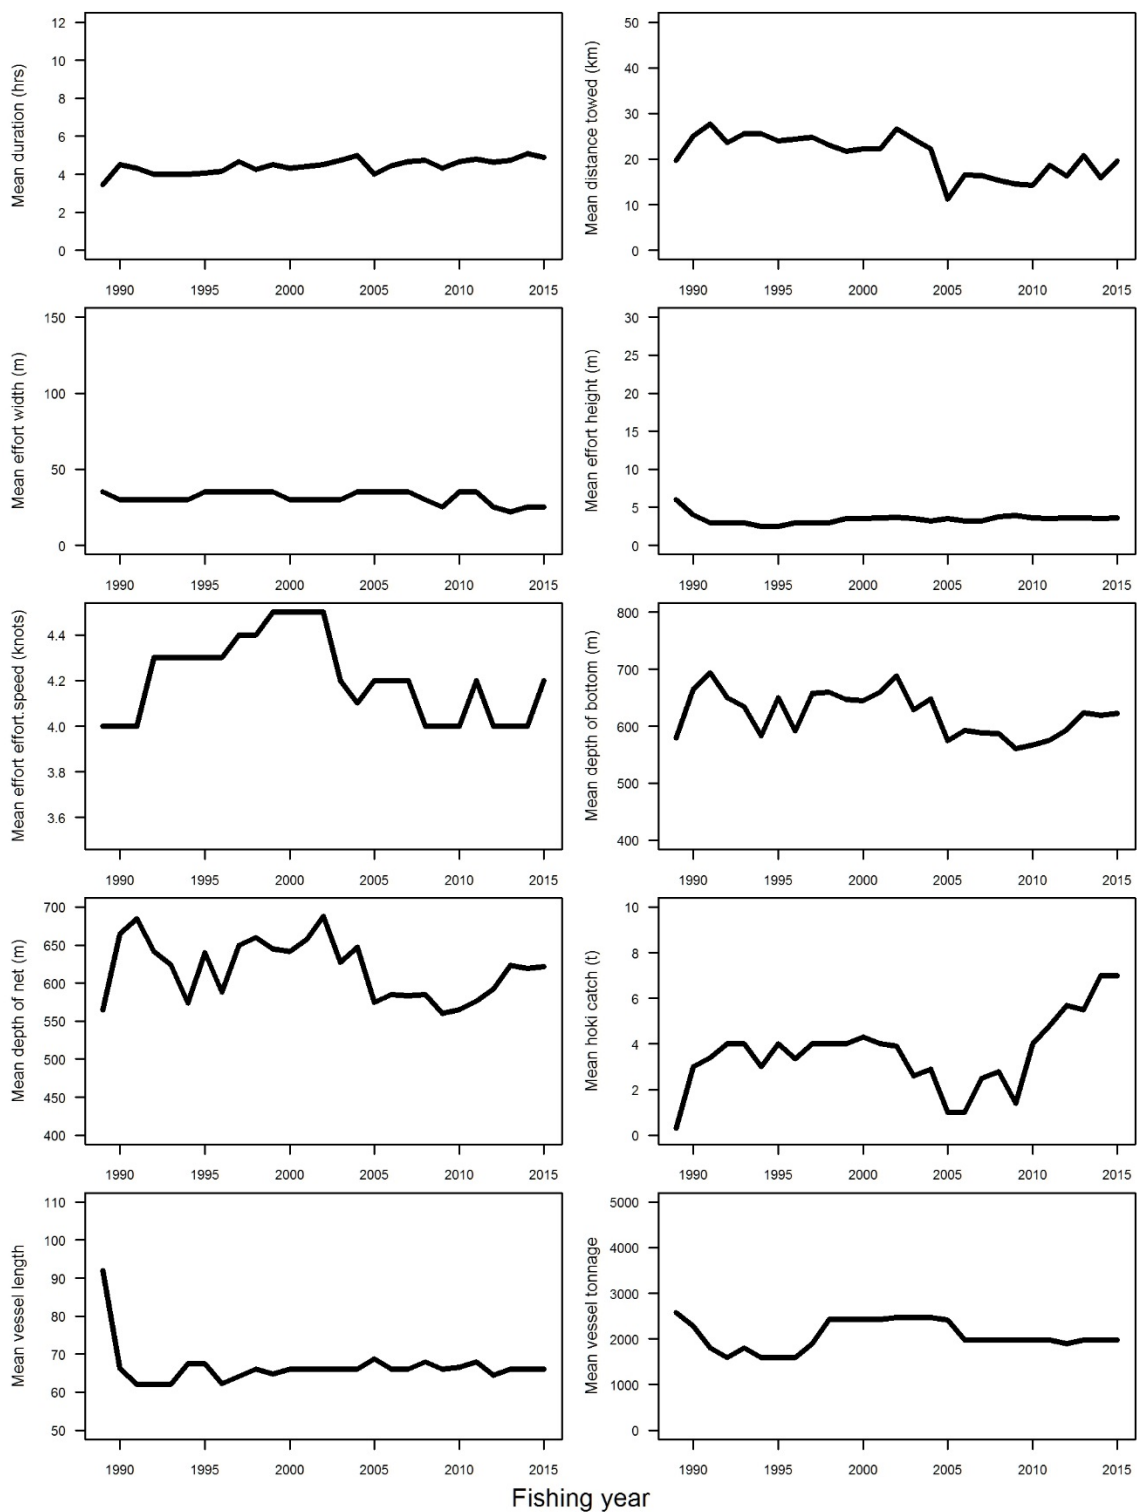 Mean duration (hrs)
12
10
8
6
4
2
0
1990 1995 2000 2005 2010 2015
Mean distance towed (km)
50
40
30
20
10
0
1990 1995 2000 2005 2010 2015
Mean effort width (m)
150
100
50
0
1990 1995 2000 2005 2010 2015
Mean effort height (m)
30
25
20
15
10
5
0
1990 1995 2000 2005 2010 2015
Mean effort effort.speed (knots)
4.4
4.2
4.0
3.8
3.6
1990 1995 2000 2005 2010 2015
Mean depth of bottom (m)
800
700
600
500
400
1990 1995 2000 2005 2010 2015
Mean depth of net (m)
700
650
600
550
500
450
400
1990 1995 2000 2005 2010 2015
Mean hoki catch (t)
10
8
6
4
2
0
1990 1995 2000 2005 2010 2015
Mean vessel length
110
100
90
80
70
60
50
1990 1995 2000 2005 2010 2015
Mean vessel tonnage
5000
4000
3000
2000
1000
0
1990 1995 2000 2005 2010 2015
Fishing year